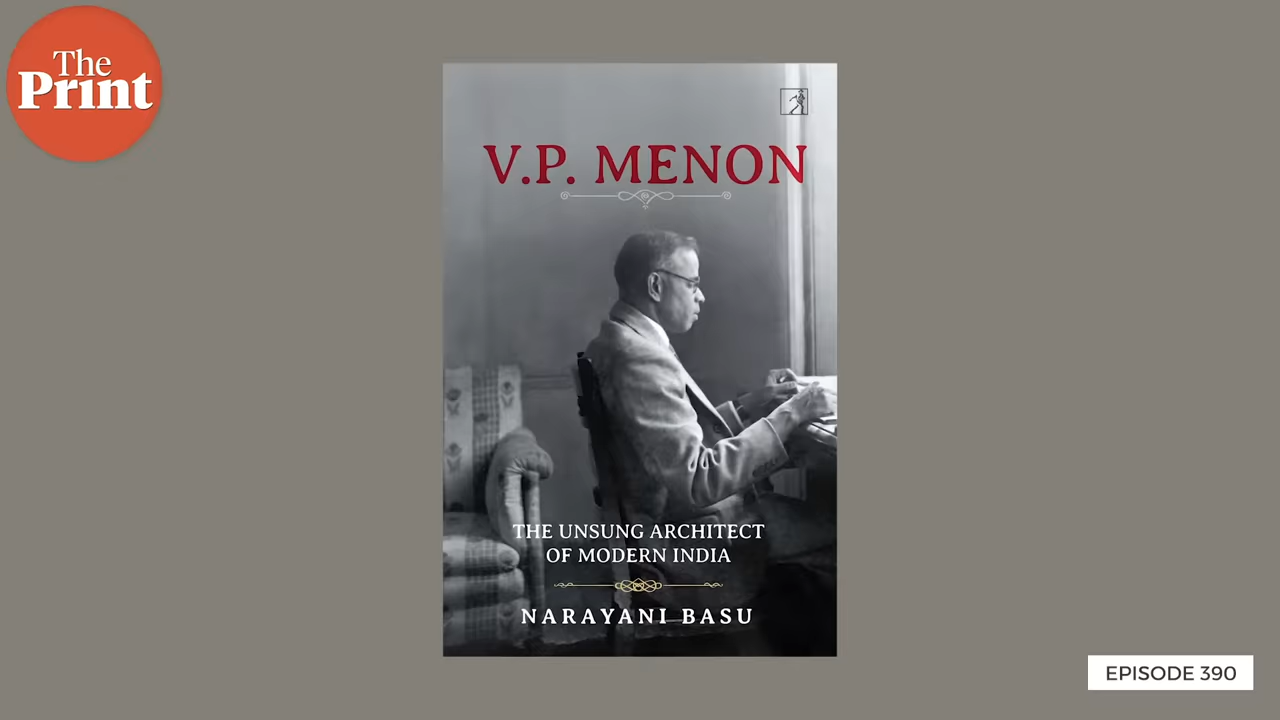 The
Print
V.P. MENON
THE UNSUNG ARCHITECT
OF MODERN INDIA
NARAYANI BASU
EPISODE 390